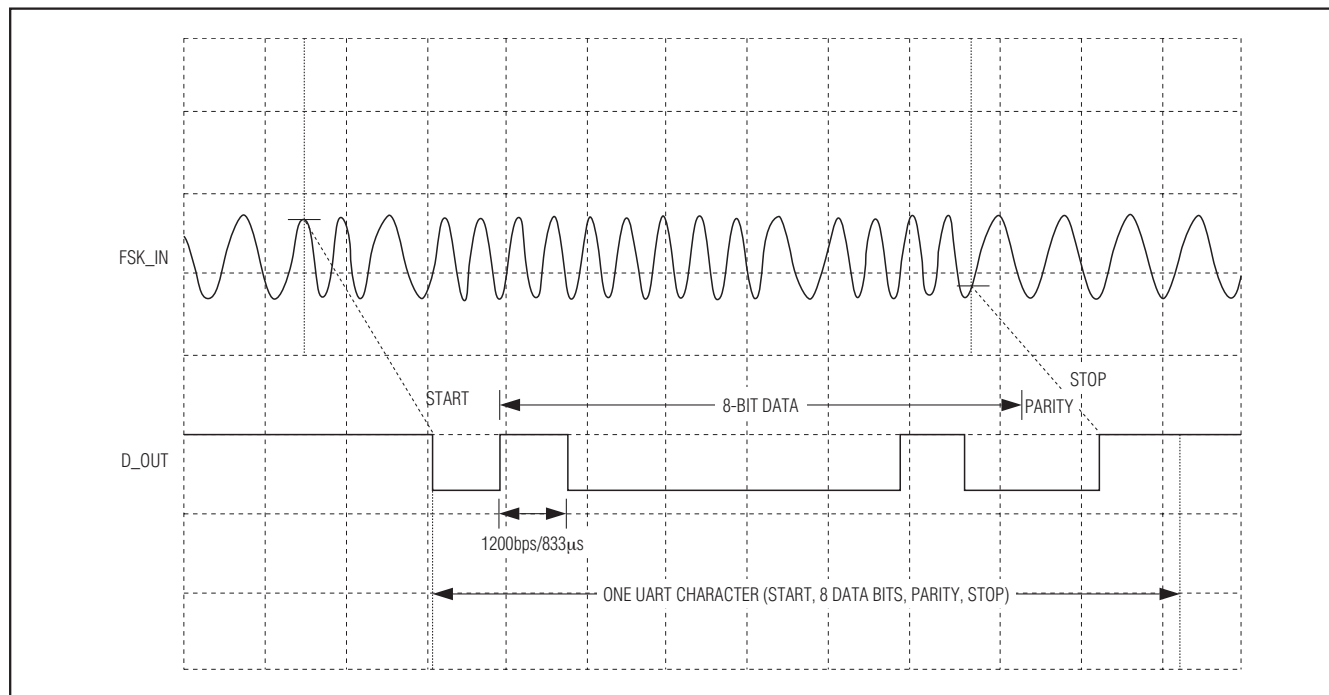 FSK_IN
START
8-BIT DATA
STOP
PARITY
D_OUT
1200bps/833µs
ONE UART CHARACTER (START, 8 DATA BITS, PARITY, STOP)